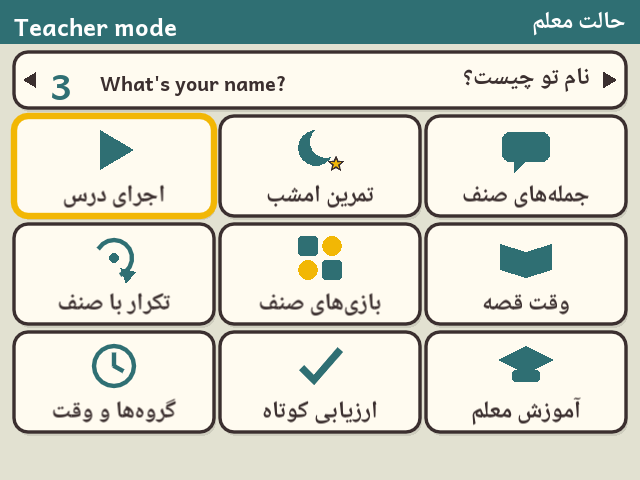 Teacher mode
حالت معلم
3
What's your name?
نام تو چیست؟
اجرای درس
تمرین امشب
جمله‌های صنف
تکرار با صنف
بازی‌های صنف
وقت قصه
گروه‌ها و وقت
ارزیابی کوتاه
آموزش معلم